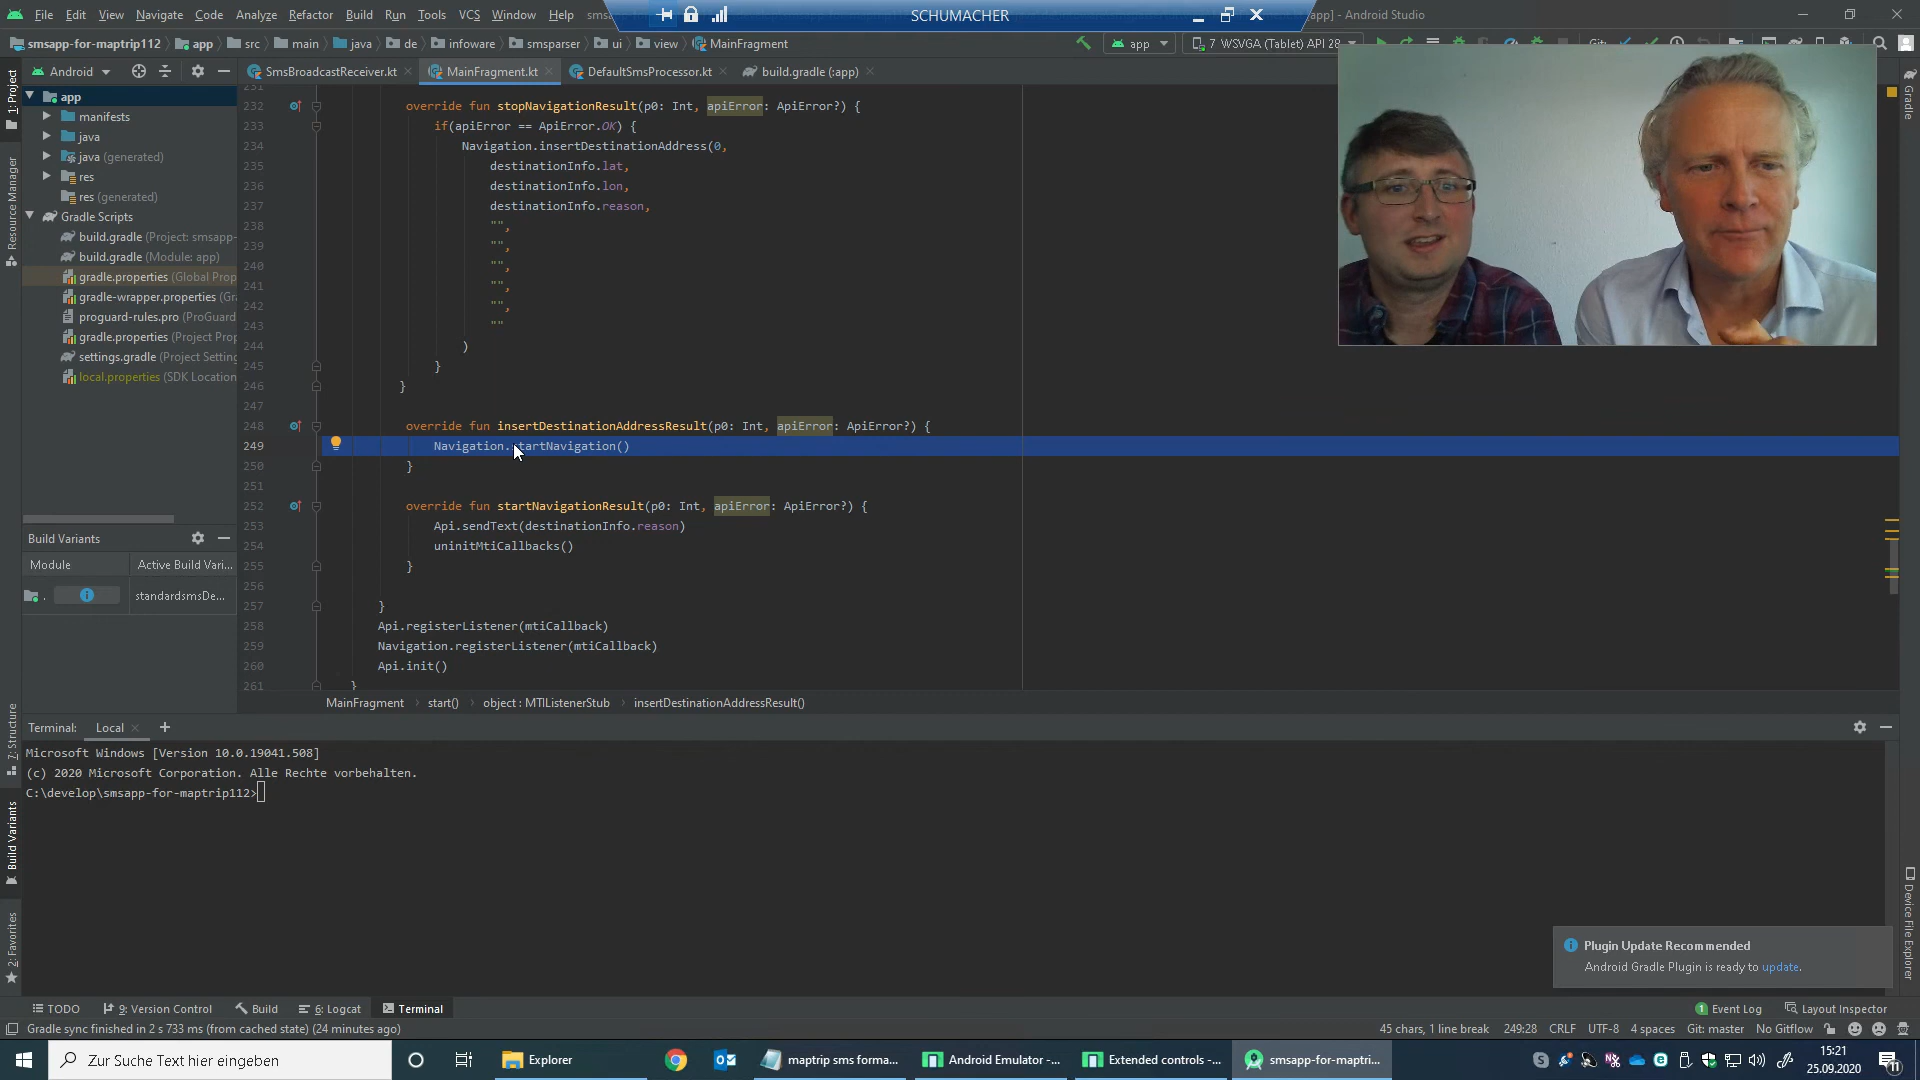 File Edit View Navigate Code Analyze Refactor Build Run Tools VCS Window Help
SCHUMACHER
app] - Android Studio
smsapp-for-maptrip112 app src main java de infoware smsparser ui view MainFragment
app 7 WSVGA (Tablet) API 28
Android
SmsBroadcastReceiver.kt MainFragment.kt DefaultSmsProcessor.kt build.gradle (:app)
1: Project
Resource Manager
7: Structure
Build Variants
2: Favorites
Gradle
Device File Explorer
app
manifests
java
java (generated)
res
res (generated)
Gradle Scripts
build.gradle (Project: smsapp-
build.gradle (Module: app)
gradle.properties (Global Prop
gradle-wrapper.properties (Gr
proguard-rules.pro (ProGuard
gradle.properties (Project Prop
settings.gradle (Project Setting
local.properties (SDK Location
Build Variants
Module Active Build Vari...
. standardsmsDe...
231
232 override fun stopNavigationResult(p0: Int, apiError: ApiError?) {
233 if(apiError == ApiError.OK) {
234 Navigation.insertDestinationAddress(0,
235 destinationInfo.lat,
236 destinationInfo.lon,
237 destinationInfo.reason,
238 "",
239 "",
240 "",
241 "",
242 "",
243 ""
244 )
245 }
246 }
247
248 override fun insertDestinationAddressResult(p0: Int, apiError: ApiError?) {
249 Navigation.startNavigation()
250 }
251
252 override fun startNavigationResult(p0: Int, apiError: ApiError?) {
253 Api.sendText(destinationInfo.reason)
254 uninitMtiCallbacks()
255 }
256
257 }
258 Api.registerListener(mtiCallback)
259 Navigation.registerListener(mtiCallback)
260 Api.init()
261 }
MainFragment › start() › object : MTIListenerStub › insertDestinationAddressResult()
Terminal: Local
Microsoft Windows [Version 10.0.19041.508]
(c) 2020 Microsoft Corporation. Alle Rechte vorbehalten.
C:\develop\smsapp-for-maptrip112>
Plugin Update Recommended
Android Gradle Plugin is ready to update.
TODO 9: Version Control Build 6: Logcat Terminal
1 Event Log Layout Inspector
Gradle sync finished in 2 s 733 ms (from cached state) (24 minutes ago)
45 chars, 1 line break 249:28 CRLF UTF-8 4 spaces Git: master No Gitflow
Zur Suche Text hier eingeben
Explorer
maptrip sms forma...
Android Emulator -...
Extended controls -...
smsapp-for-maptri...
15:21
25.09.2020
11